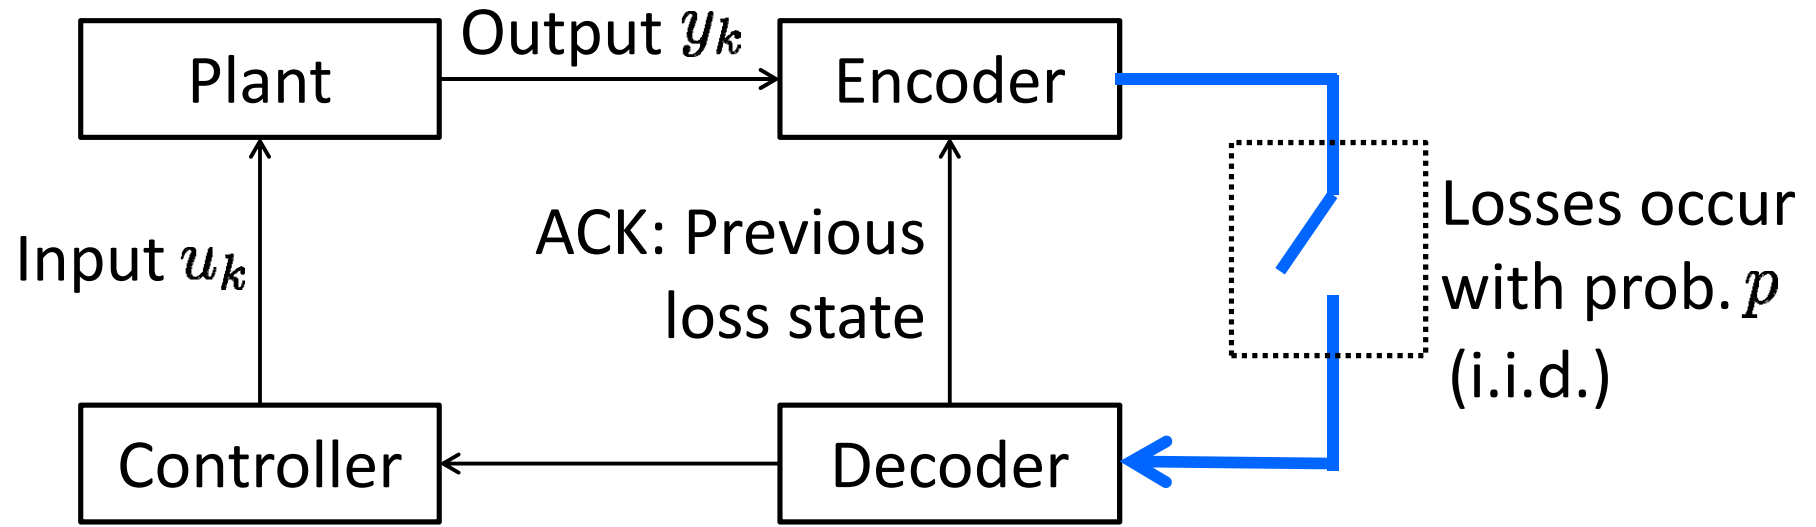 Output y_k
Plant
Encoder
Input u_k
ACK: Previous
loss state
Losses occur
with prob. p
(i.i.d.)
Controller
Decoder